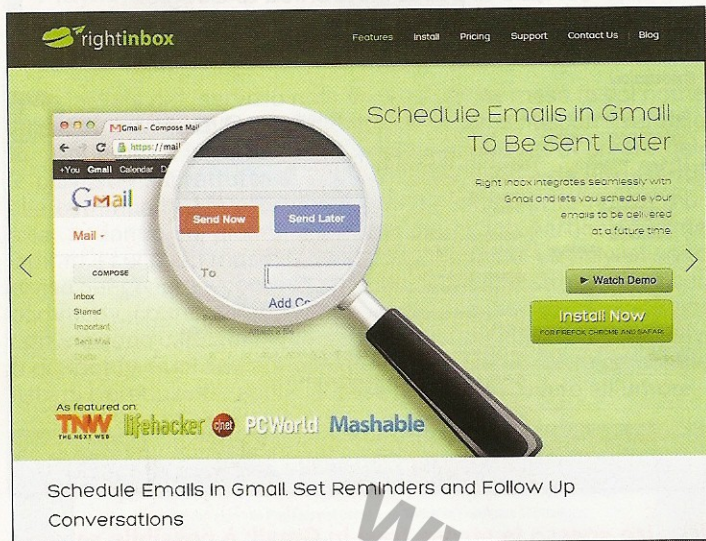 rightinbox
Features Install Pricing Support Contact Us Blog
Schedule Emails in Gmail
To Be Sent Later
Right Inbox integrates seamlessly with
Gmail and lets you schedule your
emails to be delivered
at a future time.
Watch Demo
Install Now
FOR FIREFOX, CHROME AND SAFARI
Gmail - Compose Mail
https://mail
+You Gmail Calendar
Gmail
Mail
COMPOSE
Inbox
Starred
Important
Sent Mail
Send Now Send Later
To
Add
As featured on:
TNW
THE NEXT WEB
lifehacker
cnet
PCWorld
Mashable
Schedule Emails in Gmail. Set Reminders and Follow Up
Conversations